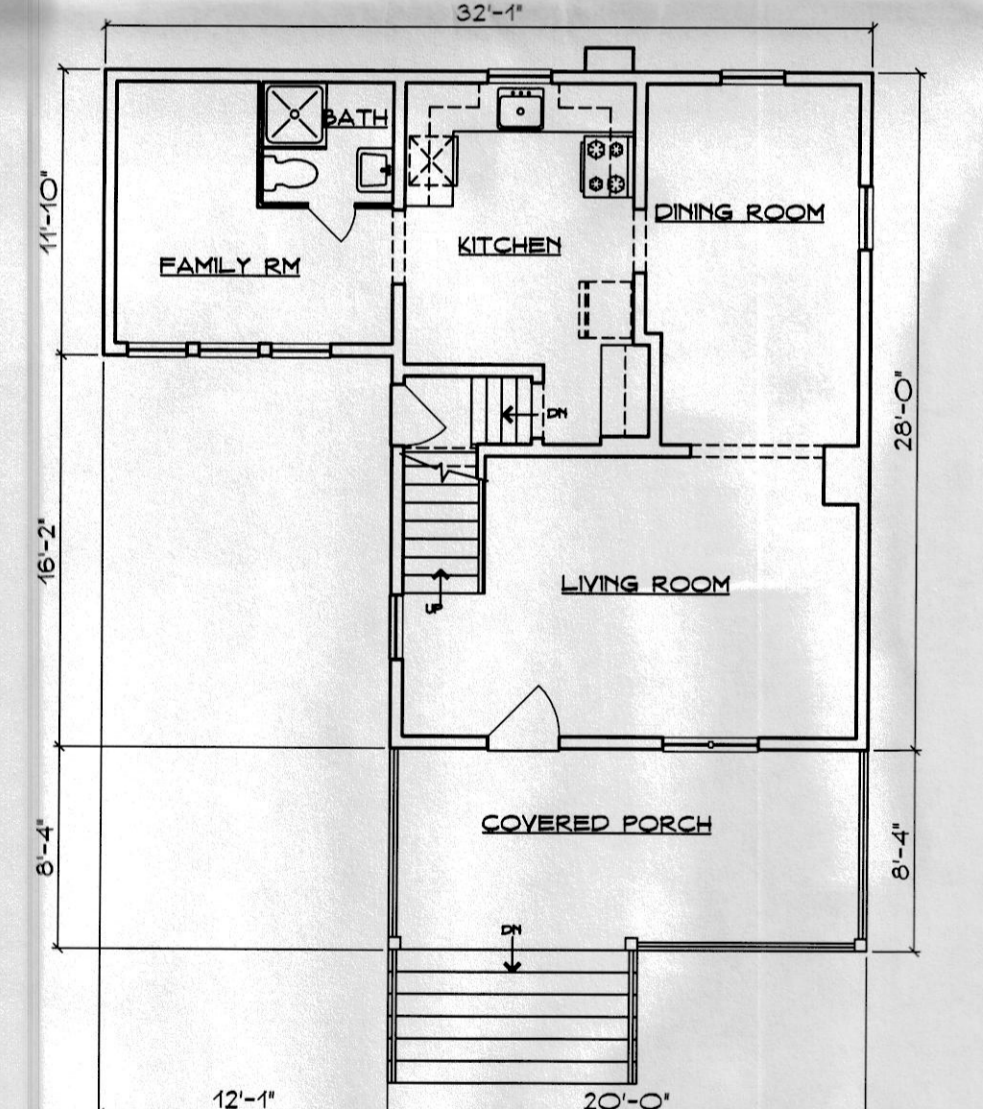 32'-1"
BATH
11'-10"
DINING ROOM
KITCHEN
FAMILY RM
28'-0"
DN
16'-2"
LIVING ROOM
UP
COVERED PORCH
8'-4"
8'-4"
DN
12'-1"
20'-0"